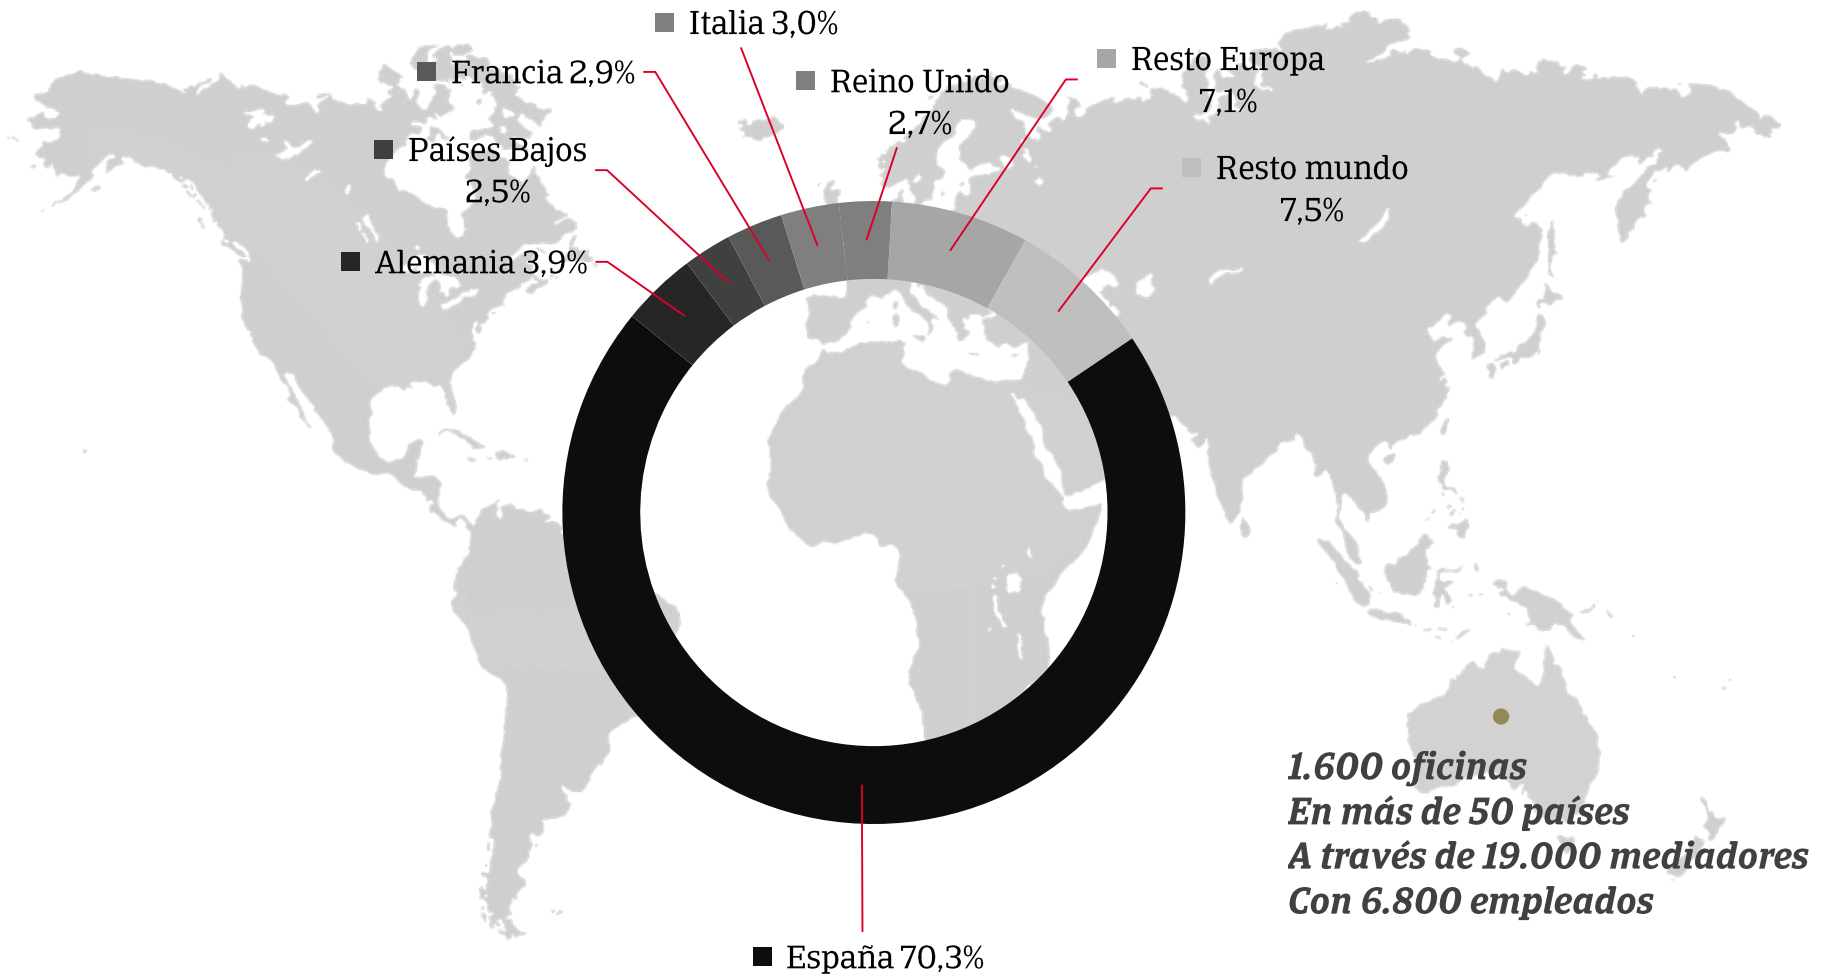 Italia 3,0%
Francia 2,9%
Reino Unido
2,7%
Resto Europa
7,1%
Países Bajos
2,5%
Resto mundo
7,5%
Alemania 3,9%
1.600 oficinas
En más de 50 países
A través de 19.000 mediadores
Con 6.800 empleados
España 70,3%